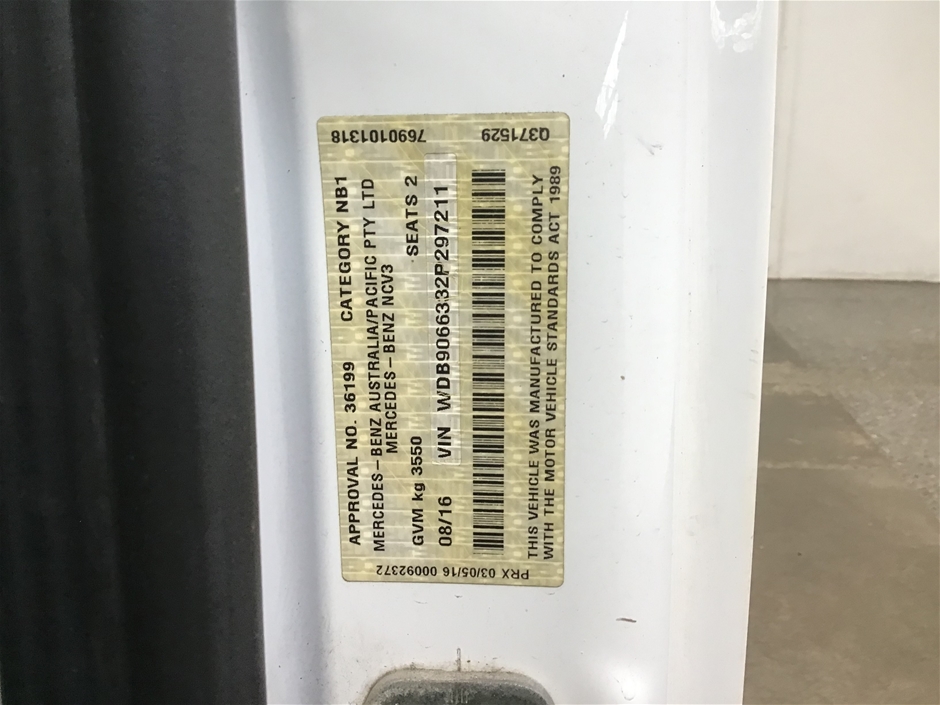 7690101318 Q371529
APPROVAL NO. 36199 CATEGORY NB1
MERCEDES-BENZ AUSTRALIA/PACIFIC PTY LTD
MERCEDES-BENZ NCV3
GVM kg 3550 SEATS 2
08/16 VIN WDB9066332P297211
THIS VEHICLE WAS MANUFACTURED TO COMPLY
WITH THE MOTOR VEHICLE STANDARDS ACT 1989
PRX 03/05/16 00092372